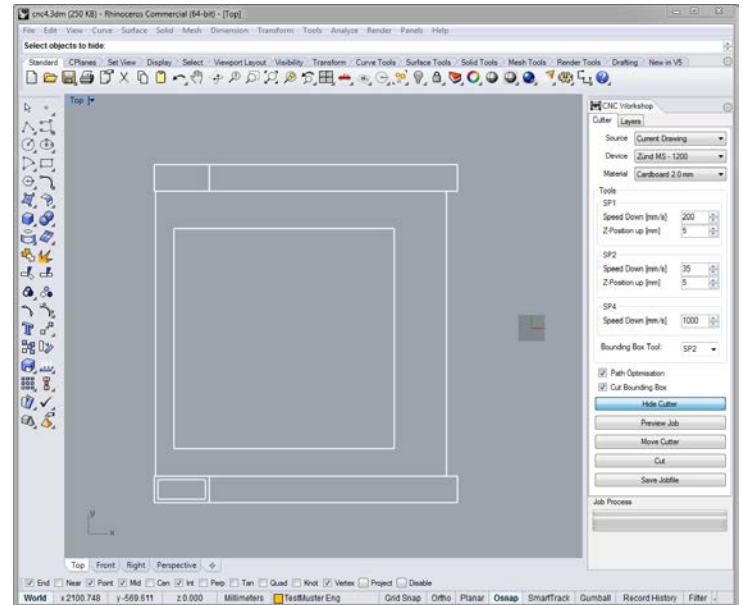 cnc4.3dm (250 KB) - Rhinoceros Commercial (64-bit) - [Top]
File Edit View Curve Surface Solid Mesh Dimension Transform Tools Analyze Render Panels Help
Select objects to hide:
Standard CPlanes Set View Display Select Viewport Layout Visibility Transform Curve Tools Surface Tools Solid Tools Mesh Tools Render Tools Drafting New in V5
Top
CNC Workshop
Cutter Layers
Source Current Drawing
Device Zünd MS - 1200
Material Cardboard 2.0 mm
Tools
SP1
Speed Down [mm/s] 200
Z-Position up [mm] 5
SP2
Speed Down [mm/s] 35
Z-Position up [mm] 5
SP4
Speed Down [mm/s] 1000
Bounding Box Tool: SP2
Path Optimisation
Cut Bounding Box
Hide Cutter
Preview Job
Move Cutter
Cut
Save Jobfile
Job Process
y
x
Top Front Right Perspective
End Near Point Mid Cen Int Perp Tan Quad Knot Vertex Project Disable
World x 2100.748 y -569.611 z 0.000 Millimeters TestMuster Eng Grid Snap Ortho Planar Osnap SmartTrack Gumball Record History Filter